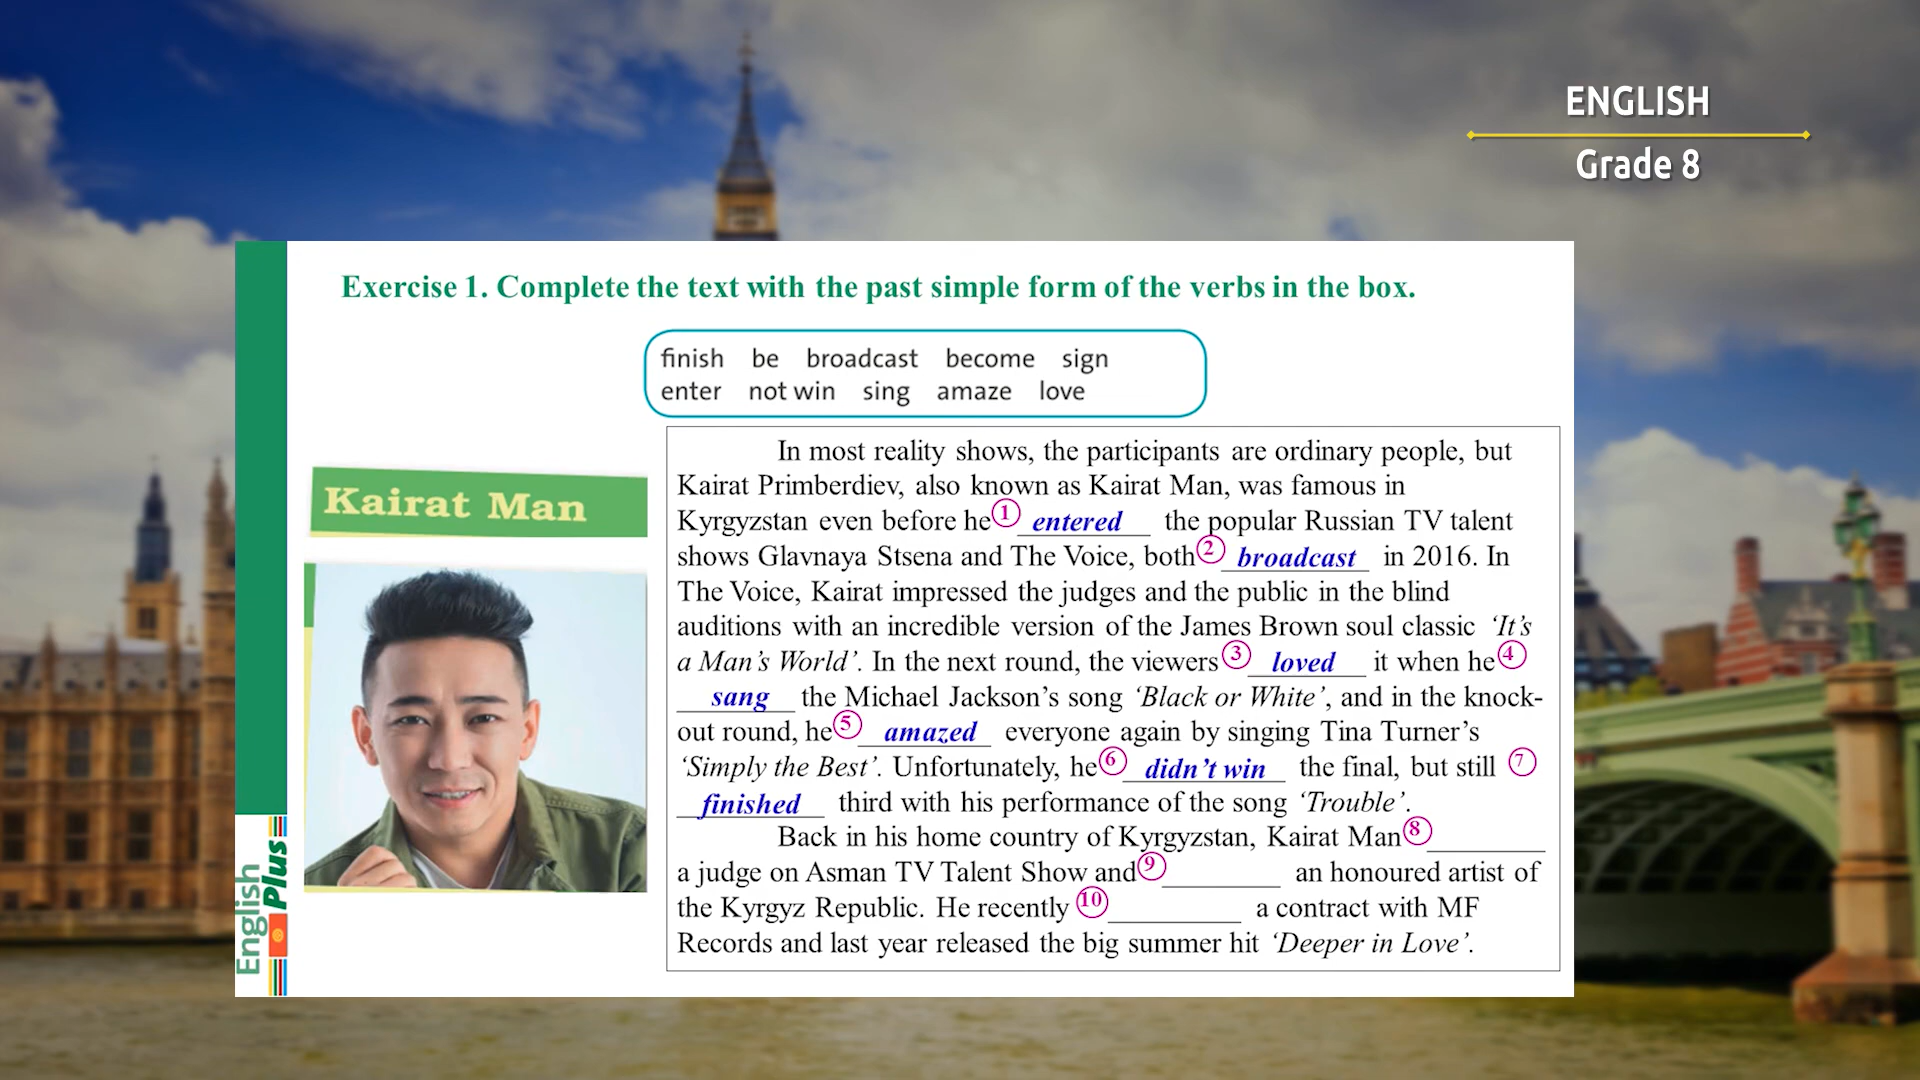 ENGLISH
Grade 8
Exercise 1. Complete the text with the past simple form of the verbs in the box.
finish be broadcast become sign
enter not win sing amaze love
Kairat Man
In most reality shows, the participants are ordinary people, but
Kairat Primberdiev, also known as Kairat Man, was famous in
Kyrgyzstan even before he 1 entered the popular Russian TV talent
shows Glavnaya Stsena and The Voice, both 2 broadcast in 2016. In
The Voice, Kairat impressed the judges and the public in the blind
auditions with an incredible version of the James Brown soul classic ‘It’s
a Man’s World’. In the next round, the viewers 3 loved it when he 4
sang the Michael Jackson’s song ‘Black or White’, and in the knock-
out round, he 5 amazed everyone again by singing Tina Turner’s
‘Simply the Best’. Unfortunately, he 6 didn’t win the final, but still 7
finished third with his performance of the song ‘Trouble’.
Back in his home country of Kyrgyzstan, Kairat Man 8 ________
a judge on Asman TV Talent Show and 9 ________ an honoured artist of
the Kyrgyz Republic. He recently 10 ________ a contract with MF
Records and last year released the big summer hit ‘Deeper in Love’.
English
Plus